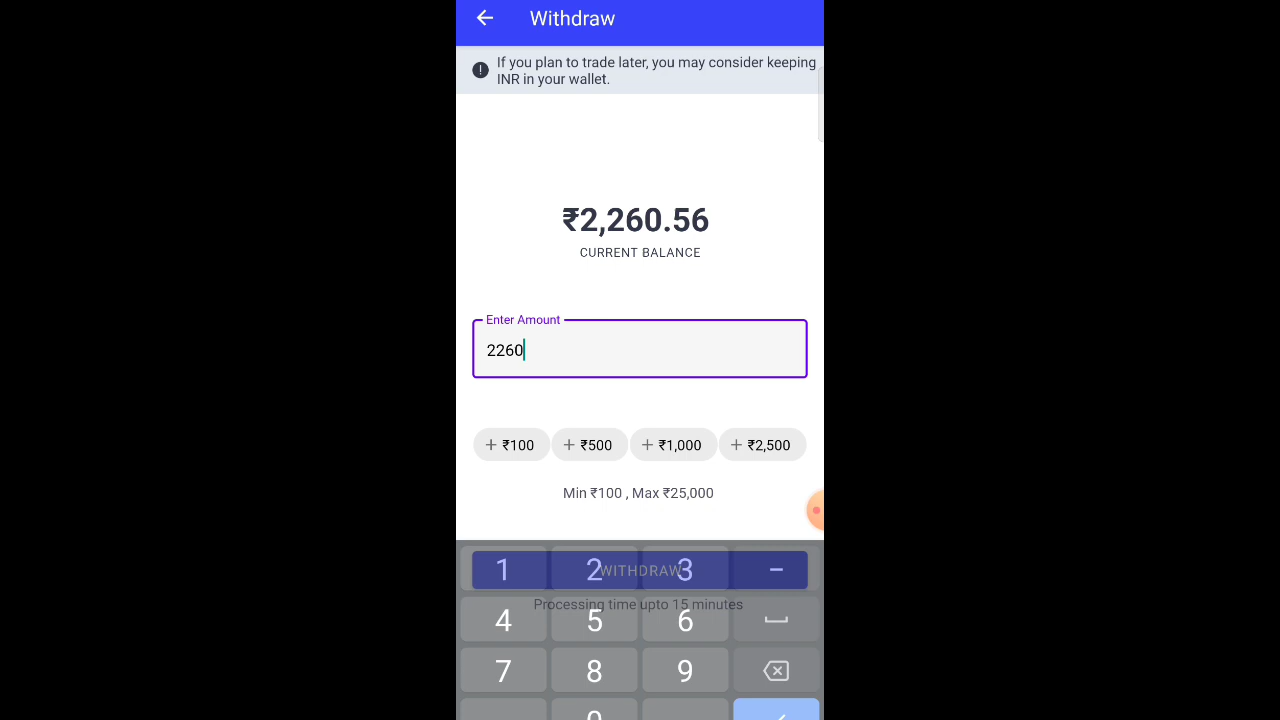 Withdraw
If you plan to trade later, you may consider keeping
INR in your wallet.
₹2,260.56
CURRENT BALANCE
Enter Amount
2260
+ ₹100 + ₹500 + ₹1,000 + ₹2,500
Min ₹100 , Max ₹25,000
1 2 3 −
WITHDRAW
Processing time upto 15 minutes
4 5 6
7 8 9
0